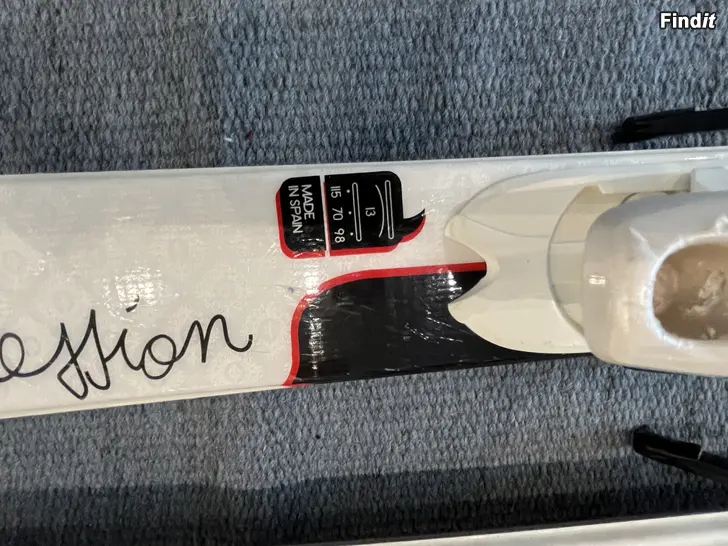 Findit
MADE
IN SPAIN
115 70 98
13
ession